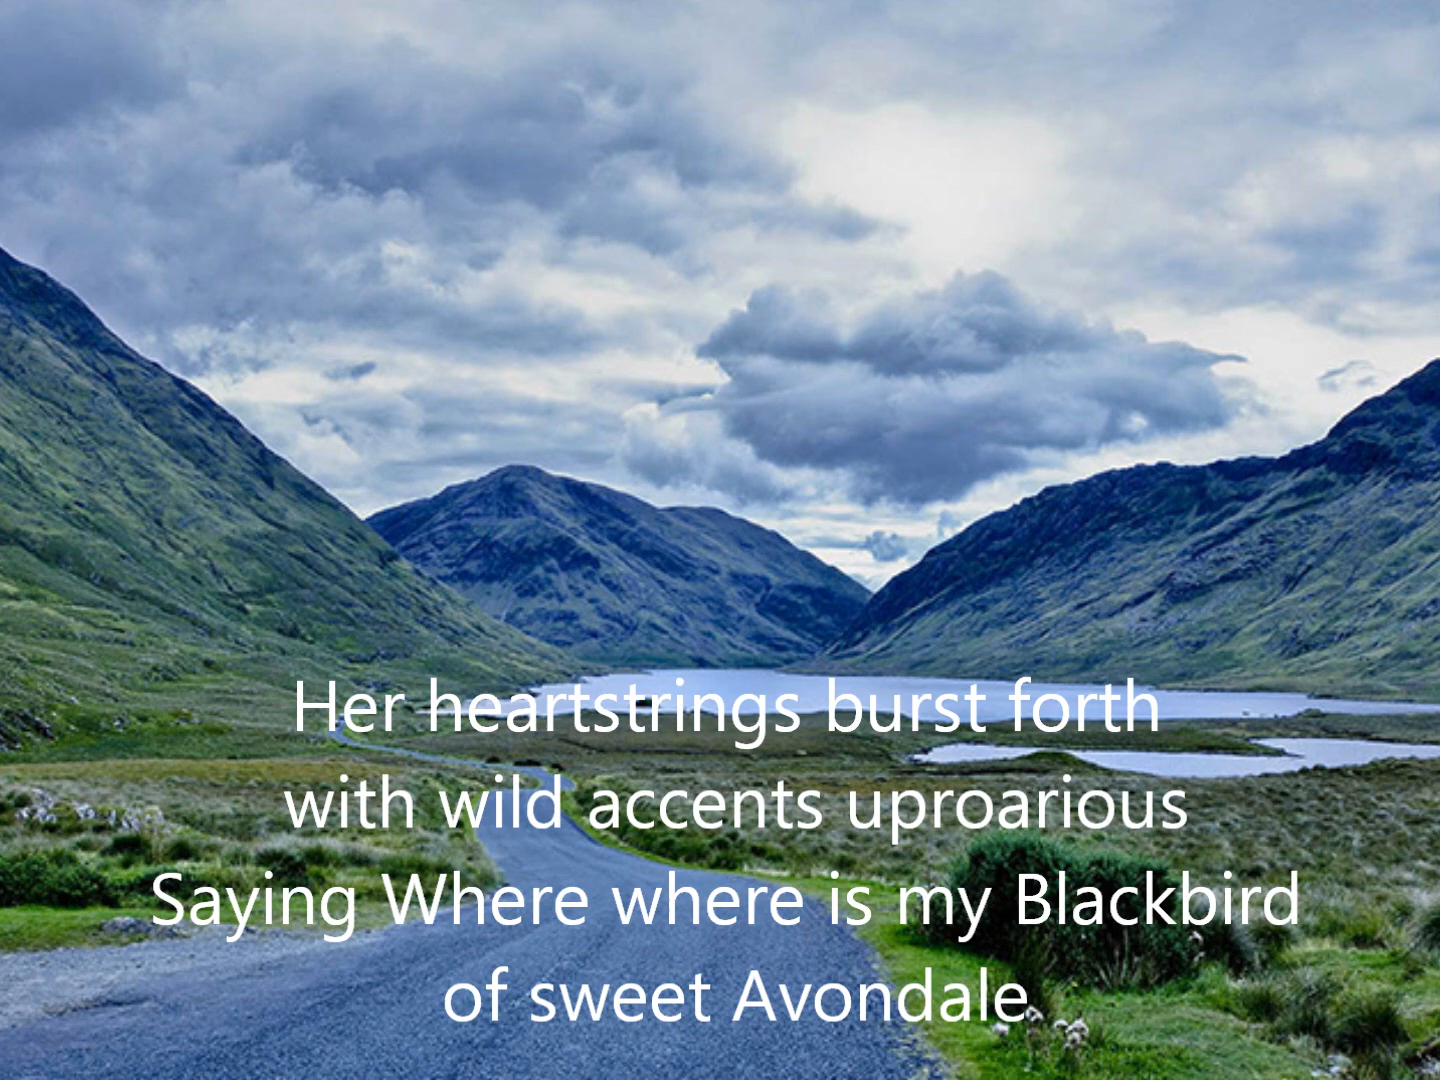 Her heartstrings burst forth
with wild accents uproarious
Saying Where where is my Blackbird
of sweet Avondale